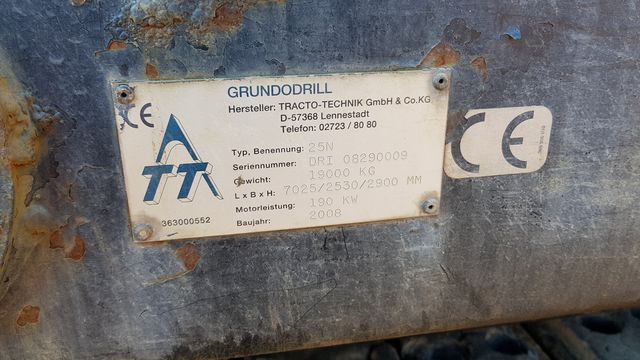 GRUNDODRILL
Hersteller: TRACTO-TECHNIK GmbH & Co.KG
D-57368 Lennestadt
Telefon: 02723 / 80 80
CE
TT
Typ, Benennung: 25N
Seriennummer: DRI 08290009
Gewicht: 19000 KG
L x B x H: 7025/2530/2900 MM
Motorleistung: 190 KW
Baujahr: 2008
363000552
CE